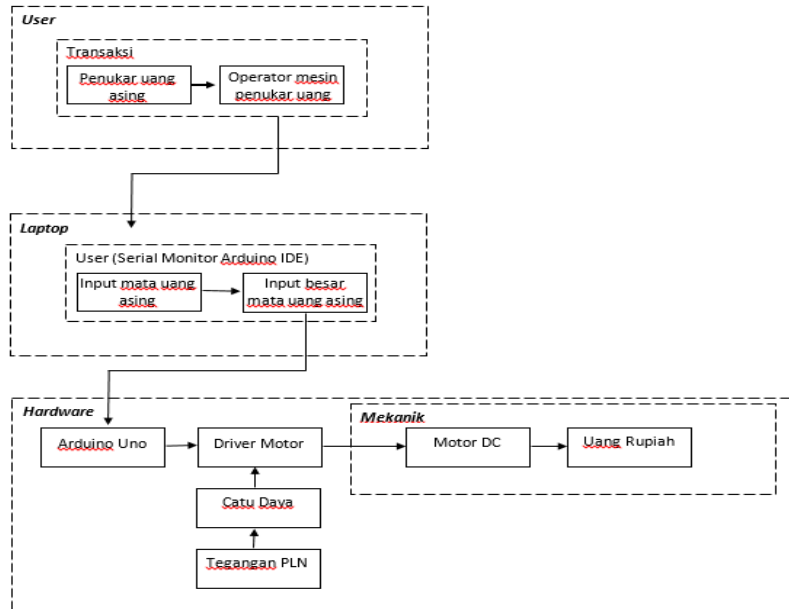 User
Transaksi
Penukar uang
asing
Operator mesin
penukar uang
Laptop
User (Serial Monitor Arduino IDE)
Input mata uang
asing
Input besar
mata uang asing
Hardware
Mekanik
Arduino Uno
Driver Motor
Motor DC
Uang Rupiah
Catu Daya
Tegangan PLN